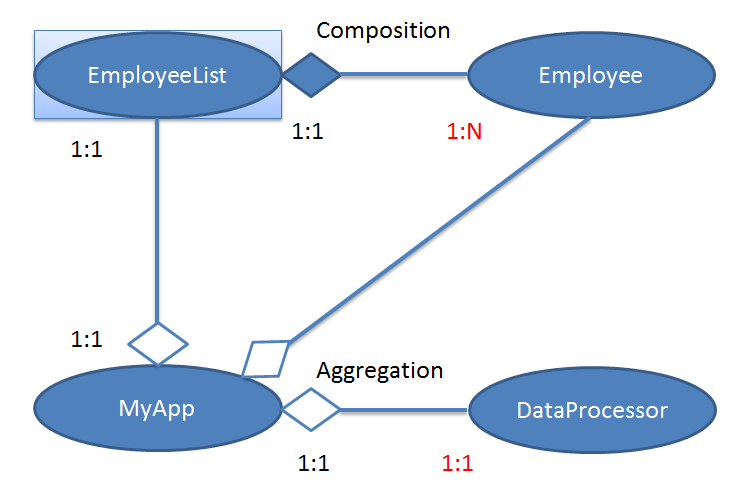 Composition
EmployeeList
Employee
1:1
1:1
1:N
1:1
Aggregation
MyApp
DataProcessor
1:1
1:1